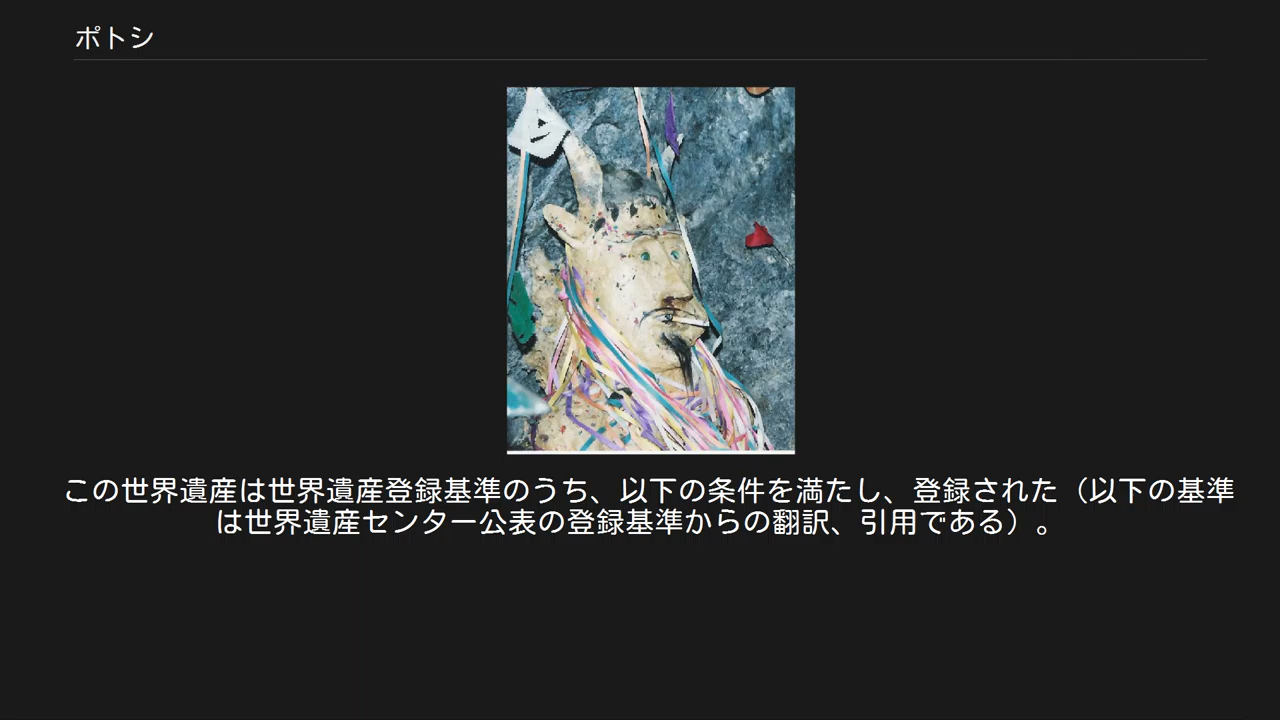 ポトシ
この世界遺産は世界遺産登録基準のうち、以下の条件を満たし、登録された（以下の基準
は世界遺産センター公表の登録基準からの翻訳、引用である）。